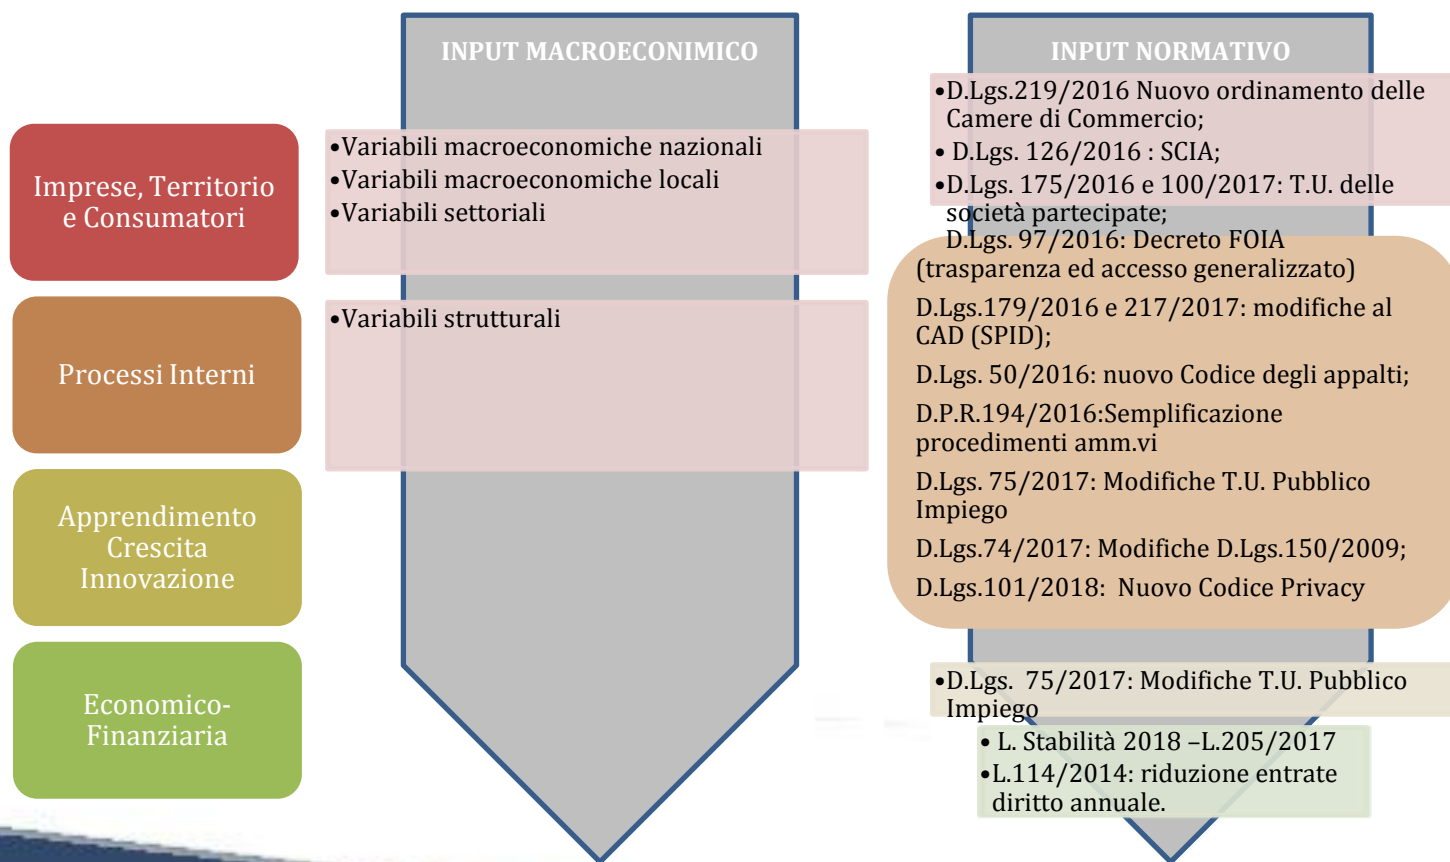 INPUT MACROECONIMICO
INPUT NORMATIVO
Imprese, Territorio
e Consumatori
•Variabili macroeconomiche nazionali
•Variabili macroeconomiche locali
•Variabili settoriali
•D.Lgs.219/2016 Nuovo ordinamento delle
Camere di Commercio;
• D.Lgs. 126/2016 : SCIA;
•D.Lgs. 175/2016 e 100/2017: T.U. delle
società partecipate;
Processi Interni
•Variabili strutturali
D.Lgs. 97/2016: Decreto FOIA
(trasparenza ed accesso generalizzato)
D.Lgs.179/2016 e 217/2017: modifiche al
CAD (SPID);
D.Lgs. 50/2016: nuovo Codice degli appalti;
D.P.R.194/2016:Semplificazione
procedimenti amm.vi
D.Lgs. 75/2017: Modifiche T.U. Pubblico
Impiego
D.Lgs.74/2017: Modifiche D.Lgs.150/2009;
D.Lgs.101/2018:  Nuovo Codice Privacy
Apprendimento
Crescita
Innovazione
•D.Lgs.  75/2017: Modifiche T.U. Pubblico
Impiego
Economico-
Finanziaria
• L. Stabilità 2018 –L.205/2017
•L.114/2014: riduzione entrate
diritto annuale.